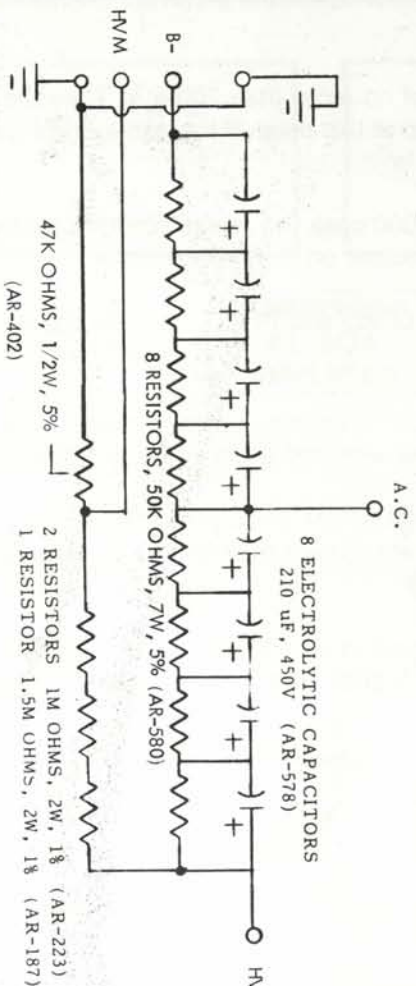 A.C.
8 ELECTROLYTIC CAPACITORS
210 uF, 450V (AR-578)
HVM
B-
8 RESISTORS, 50K OHMS, 7W, 5% (AR-580)
47K OHMS, 1/2W, 5%
(AR-402)
2 RESISTORS 1M OHMS, 2W, 1% (AR-223)
1 RESISTOR 1.5M OHMS, 2W, 1% (AR-187)